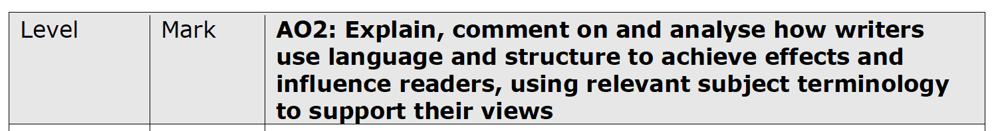 Level Mark AO2: Explain, comment on and analyse how writers
use language and structure to achieve effects and
influence readers, using relevant subject terminology
to support their views